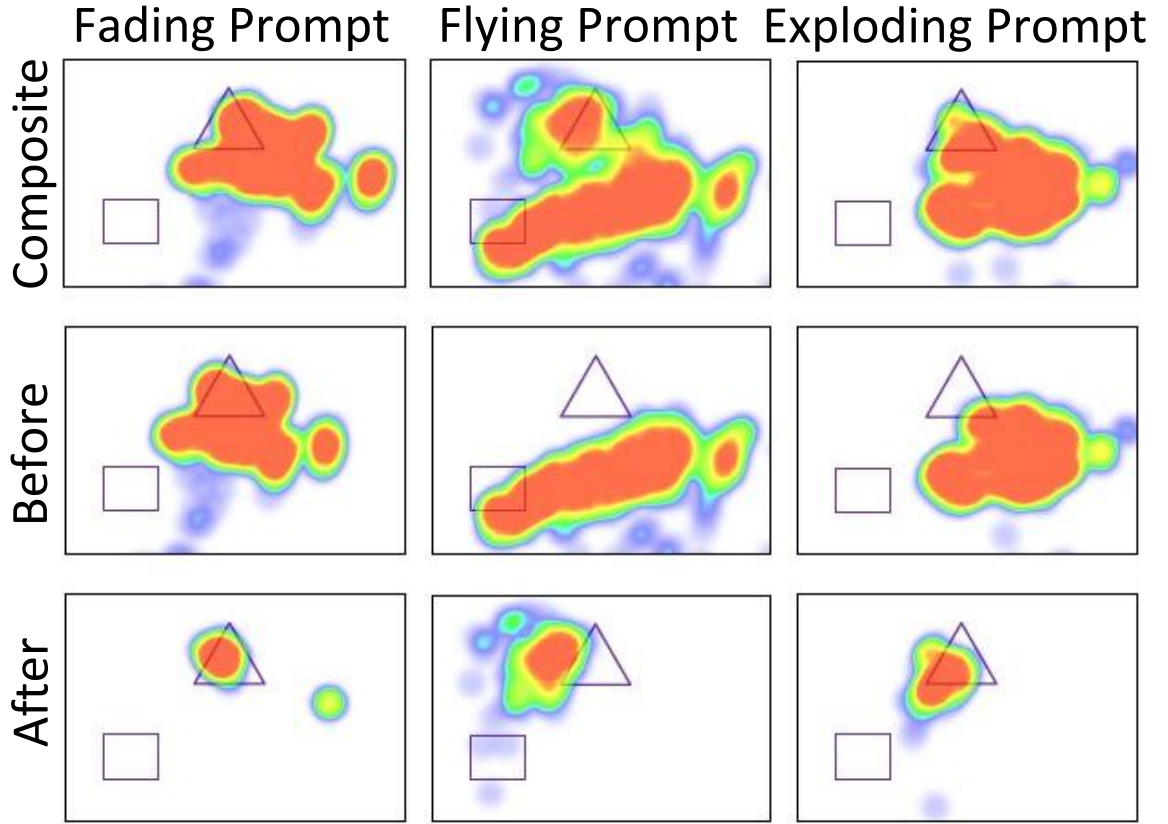 Fading Prompt
Flying Prompt
Exploding Prompt
Composite
Before
After